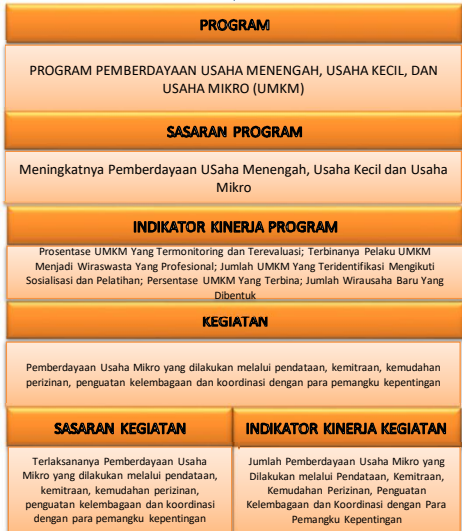 PROGRAM
PROGRAM PEMBERDAYAAN USAHA MENENGAH, USAHA KECIL, DAN
USAHA MIKRO (UMKM)
SASARAN PROGRAM
Meningkatnya Pemberdayaan USaha Menengah, Usaha Kecil dan Usaha
Mikro
INDIKATOR KINERJA PROGRAM
Prosentase UMKM Yang Termonitoring dan Terevaluasi; Terbinanya Pelaku UMKM
Menjadi Wiraswasta Yang Profesional; Jumlah UMKM Yang Teridentifikasi Mengikuti
Sosialisasi dan Pelatihan; Persentase UMKM Yang Terbina; Jumlah Wirausaha Baru Yang
Dibentuk
KEGIATAN
Pemberdayaan Usaha Mikro yang dilakukan melalui pendataan, kemitraan, kemudahan
perizinan, penguatan kelembagaan dan koordinasi dengan para pemangku kepentingan
SASARAN KEGIATAN
Terlaksananya Pemberdayaan Usaha
Mikro yang dilakukan melalui pendataan,
kemitraan, kemudahan perizinan,
penguatan kelembagaan dan koordinasi
dengan para pemangku kepentingan
INDIKATOR KINERJA KEGIATAN
Jumlah Pemberdayaan Usaha Mikro yang
Dilakukan melalui Pendataan, Kemitraan,
Kemudahan Perizinan, Penguatan
Kelembagaan dan Koordinasi dengan Para
Pemangku Kepentingan